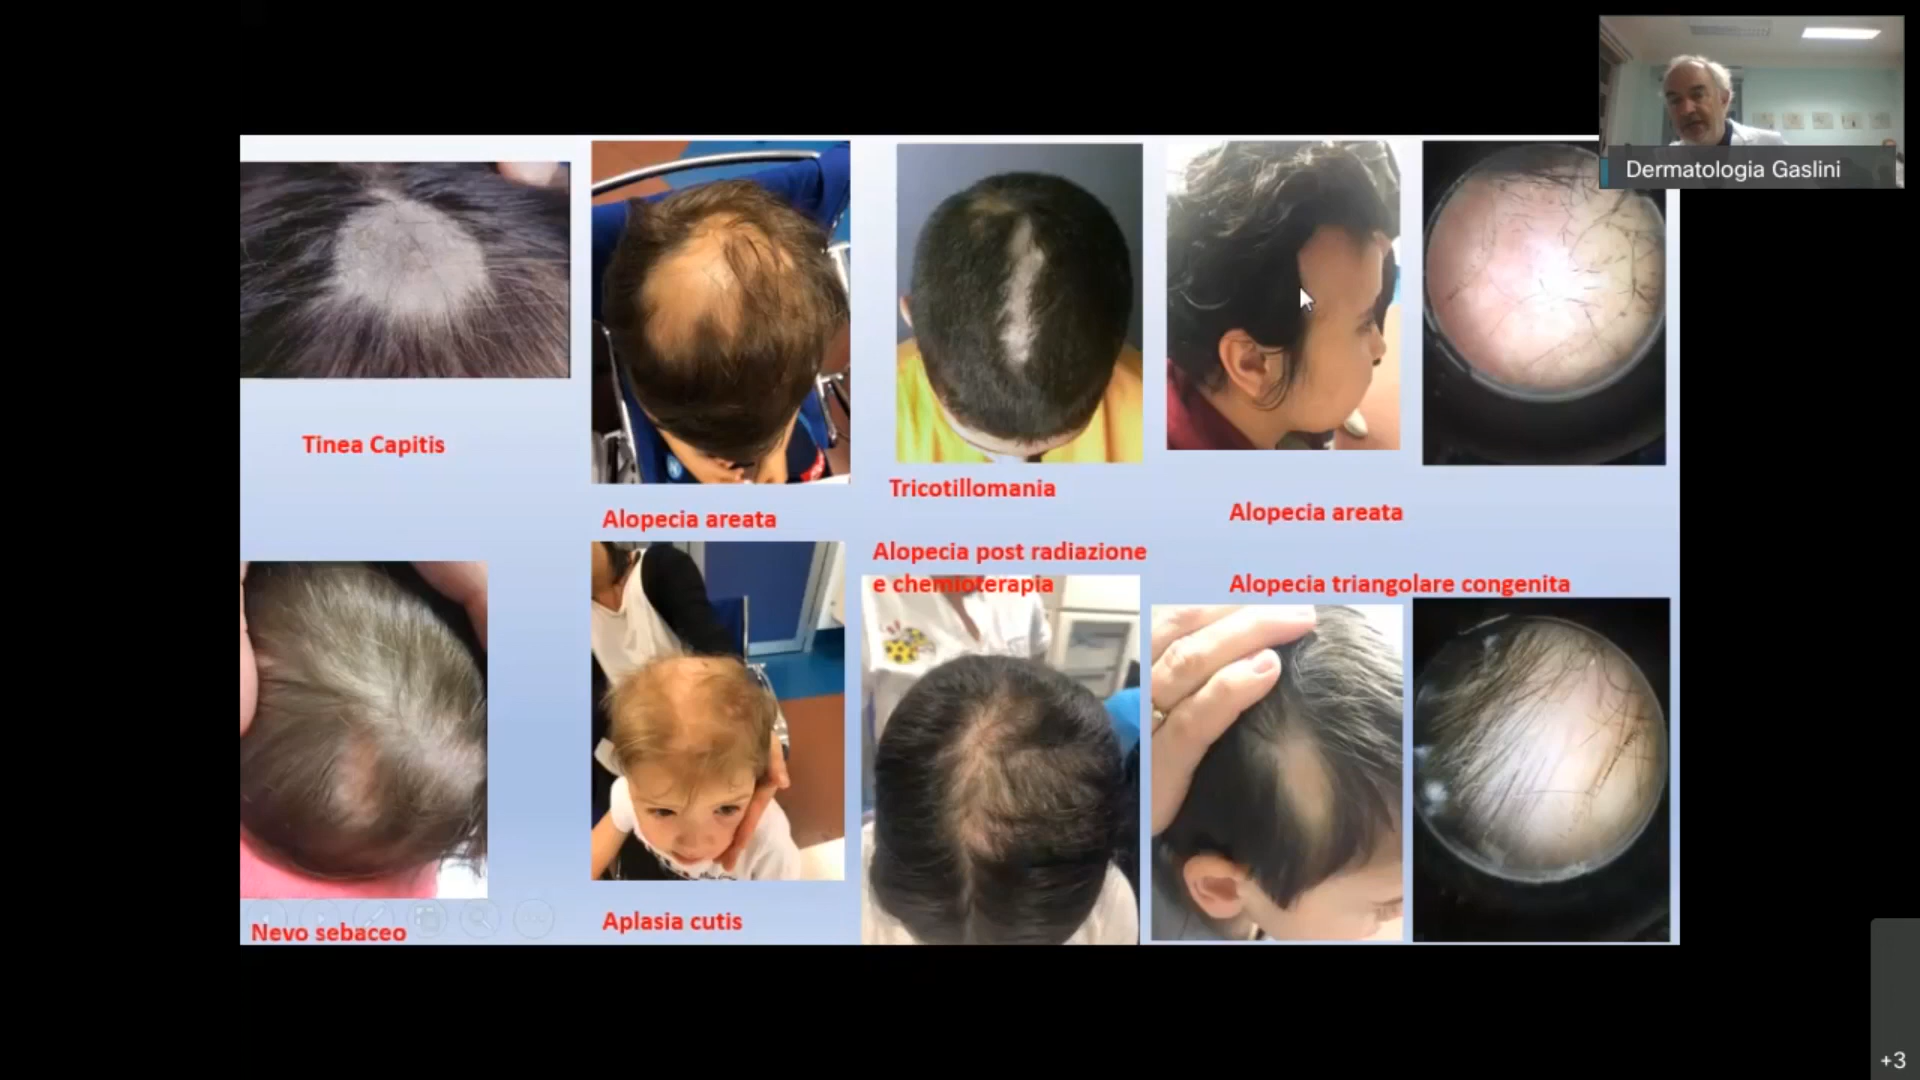 Dermatologia Gaslini
Tinea Capitis
Alopecia areata
Tricotillomania
Alopecia areata
Alopecia post radiazione
e chemioterapia
Alopecia triangolare congenita
Nevo sebaceo
Aplasia cutis
+3